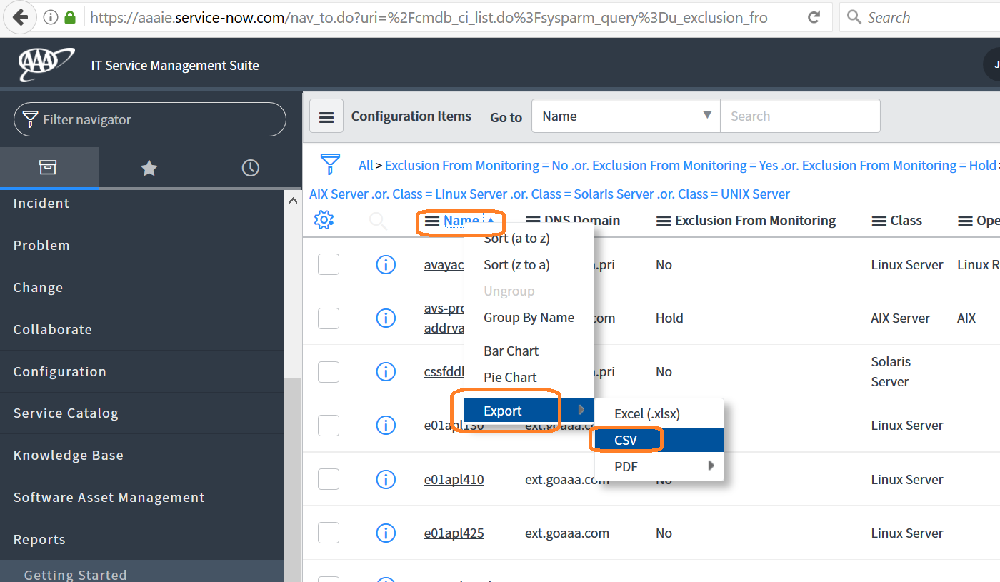 https://aaaie.service-now.com/nav_to.do?uri=%2Fcmdb_ci_list.do%3Fsysparm_query%3Du_exclusion_fro
Search
AAA
IT Service Management Suite
J
Filter navigator
Configuration Items
Go to
Name
Search
All > Exclusion From Monitoring = No .or. Exclusion From Monitoring = Yes .or. Exclusion From Monitoring = Hold >
AIX Server .or. Class = Linux Server .or. Class = Solaris Server .or. Class = UNIX Server
Incident
Problem
Change
Collaborate
Configuration
Service Catalog
Knowledge Base
Software Asset Management
Reports
Getting Started
Name DNS Domain Exclusion From Monitoring Class Ope
avayac .pri No Linux Server Linux R
avs-pro
addrva com Hold AIX Server AIX
cssfddl .pri No Solaris
Server
e01apl130 ext.goaaa.co Linux Server
e01apl410 ext.goaaa.com No Linux Server
e01apl425 ext.goaaa.com No Linux Server
Sort (a to z)
Sort (z to a)
Ungroup
Group By Name
Bar Chart
Pie Chart
Export
Excel (.xlsx)
CSV
PDF